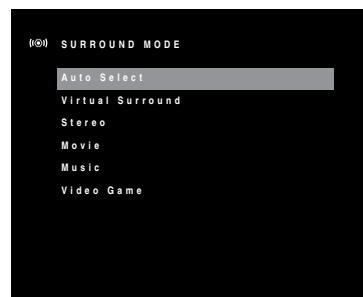 SURROUND MODE
Auto Select
Virtual Surround
Stereo
Movie
Music
Video Game